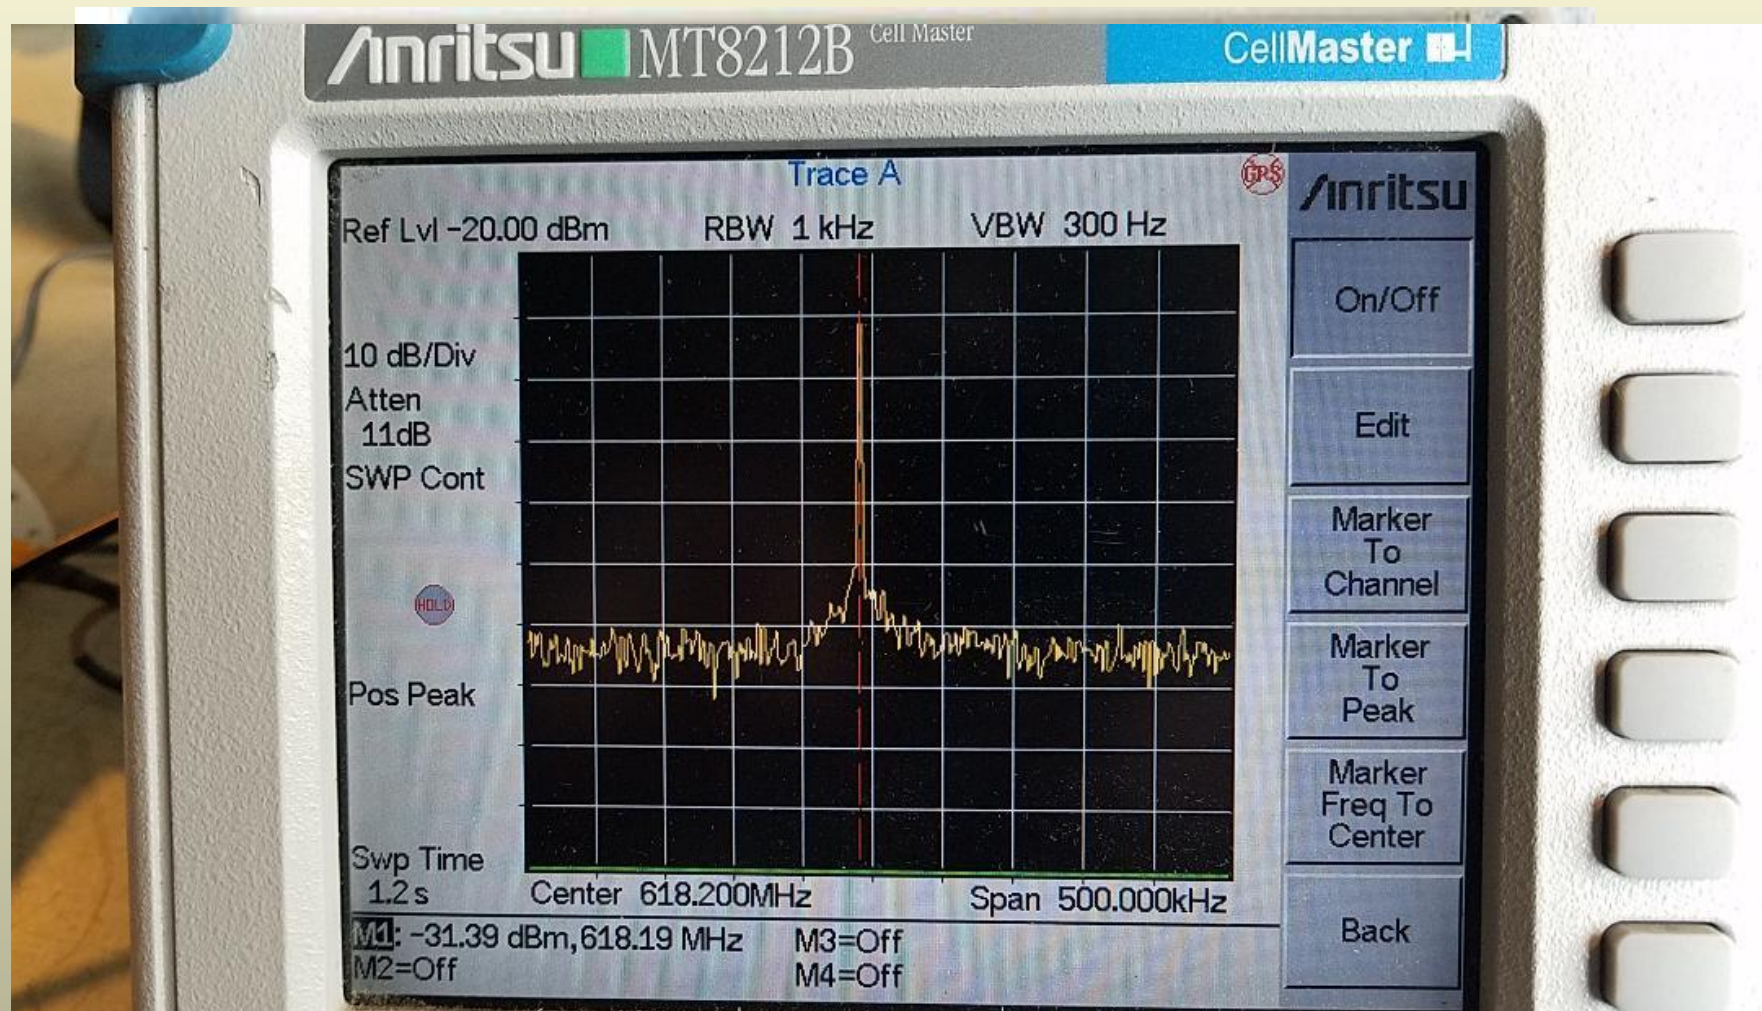 Anritsu MT8212B Cell Master
CellMaster
Trace A
GPS
Anritsu
Ref Lvl -20.00 dBm RBW 1 kHz VBW 300 Hz
On/Off
10 dB/Div
Atten
11dB
Edit
SWP Cont
Marker
To
Channel
HOLD
Marker
To
Peak
Pos Peak
Marker
Freq To
Center
Swp Time
1.2 s
Center 618.200MHz Span 500.000kHz
M1: -31.39 dBm,618.19 MHz M3=Off
M2=Off M4=Off
Back